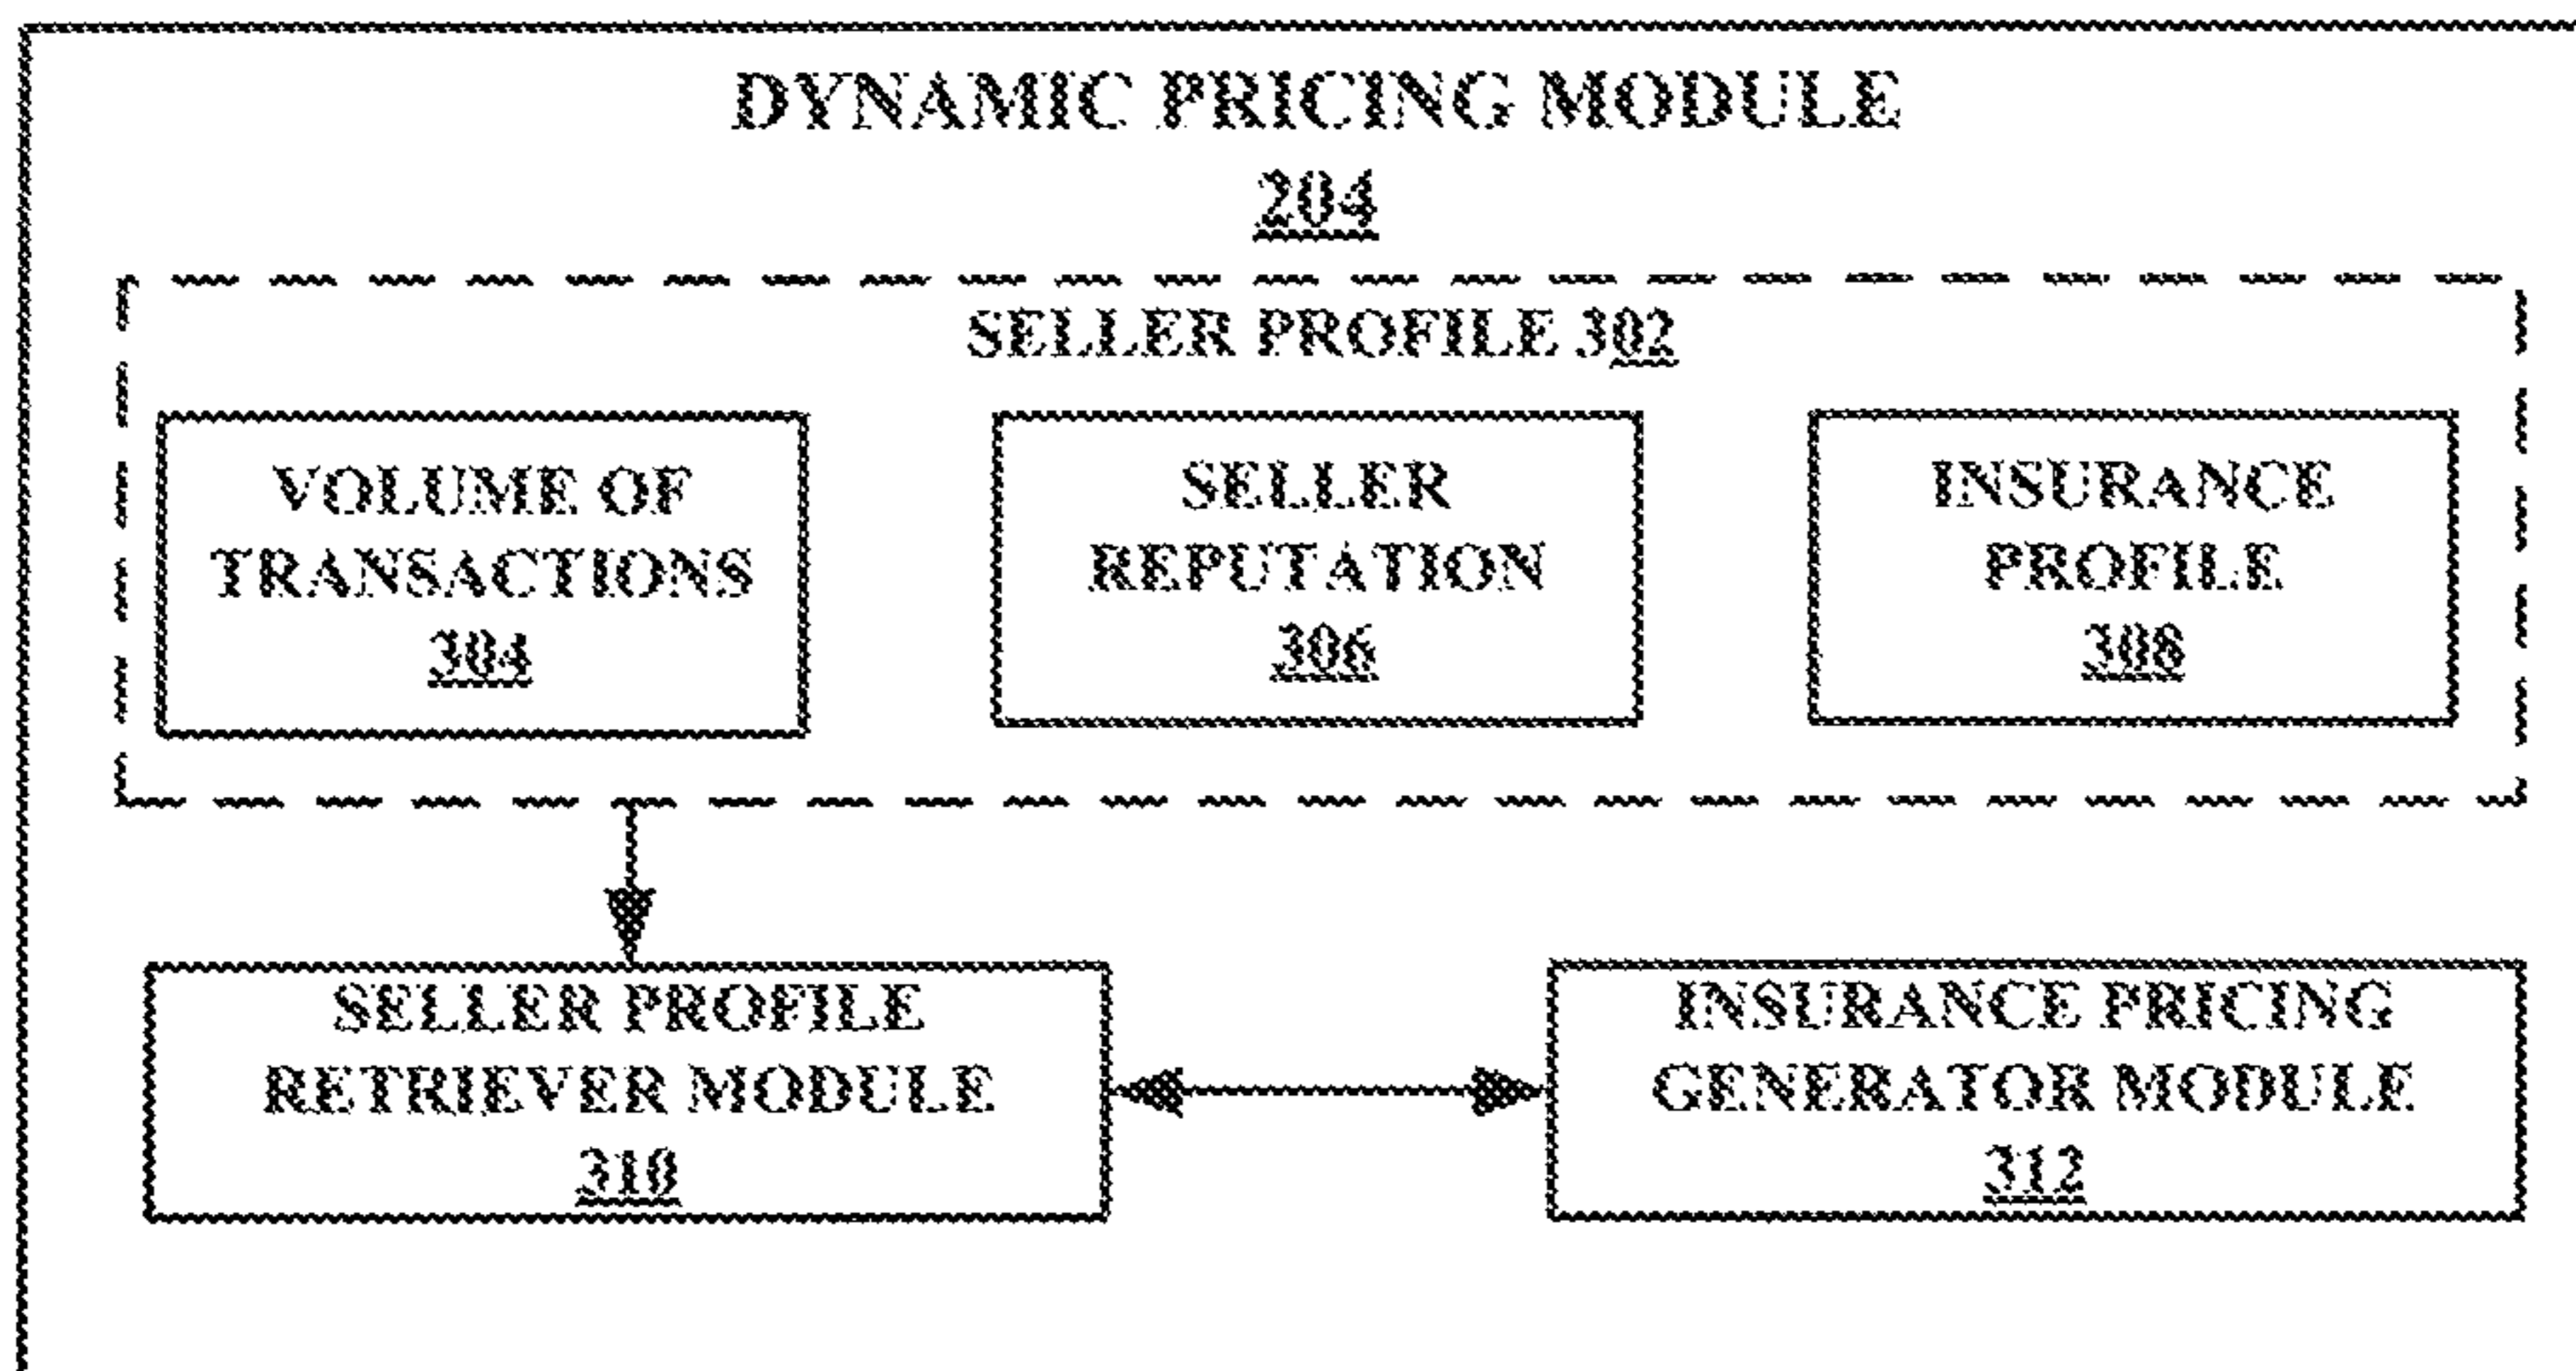 DYNAMIC PRICING MODULE
204
SELLER PROFILE 302
VOLUME OF
TRANSACTIONS
304
SELLER
REPUTATION
306
INSURANCE
PROFILE
308
SELLER PROFILE
RETRIEVER MODULE
310
INSURANCE PRICING
GENERATOR MODULE
312